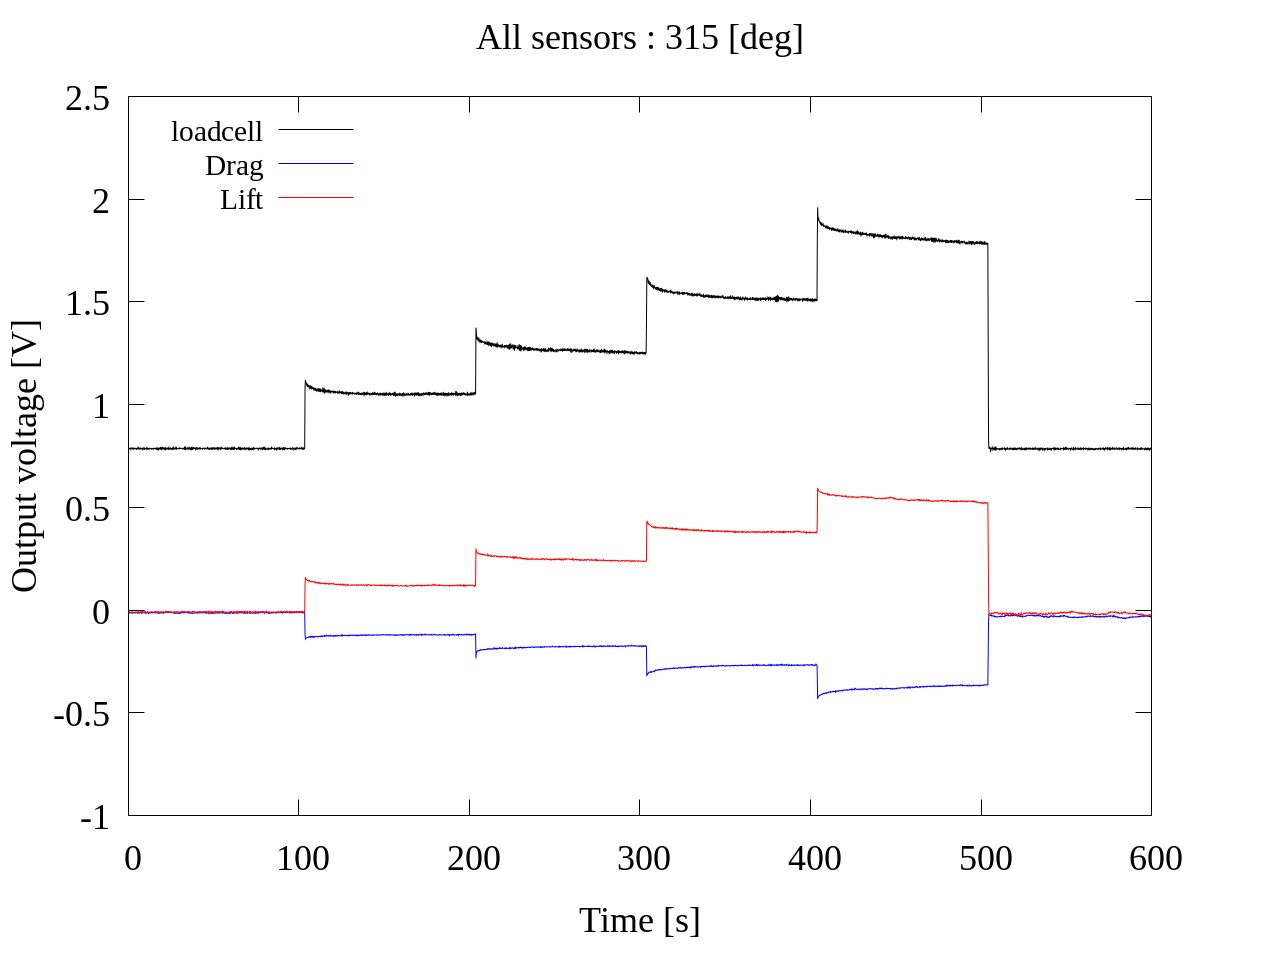 All sensors : 315 [deg]
2.5
2
1.5
1
0.5
0
-0.5
-1
loadcell
Drag
Lift
Output voltage [V]
0 100 200 300 400 500 600
Time [s]